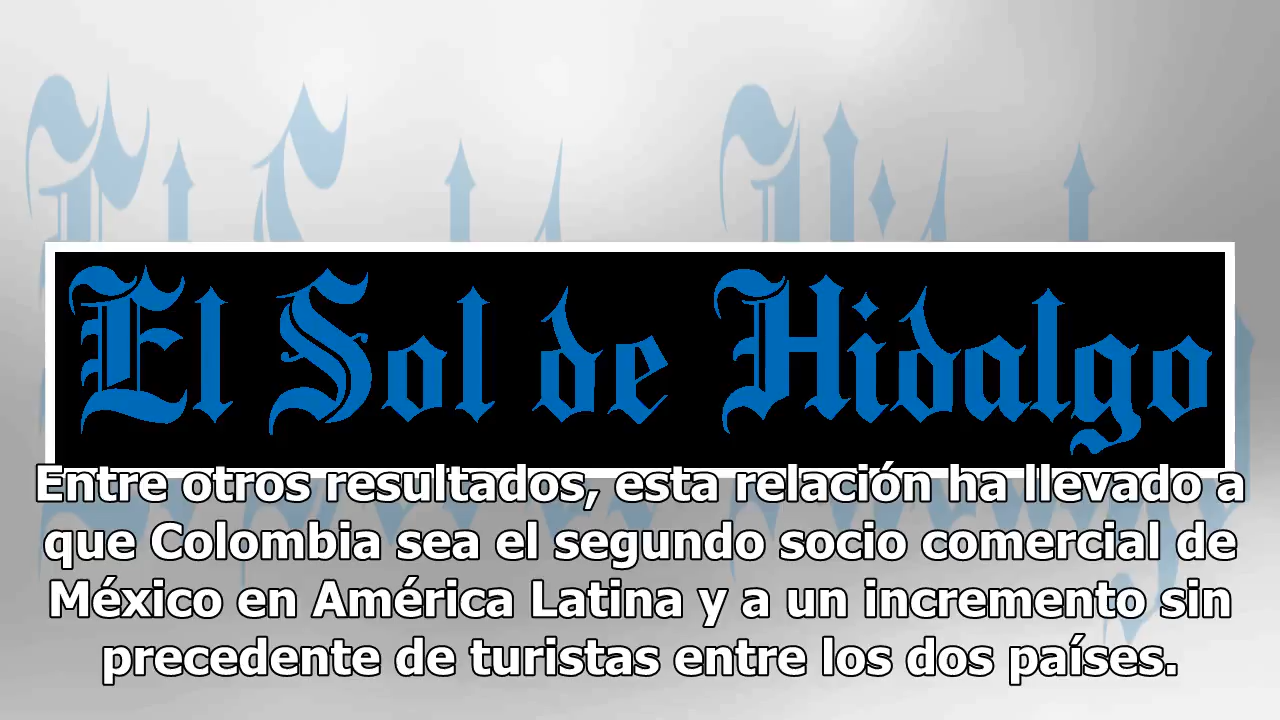 El Sol de Hidalgo
Entre otros resultados, esta relación ha llevado a
que Colombia sea el segundo socio comercial de
México en América Latina y a un incremento sin
precedente de turistas entre los dos países.